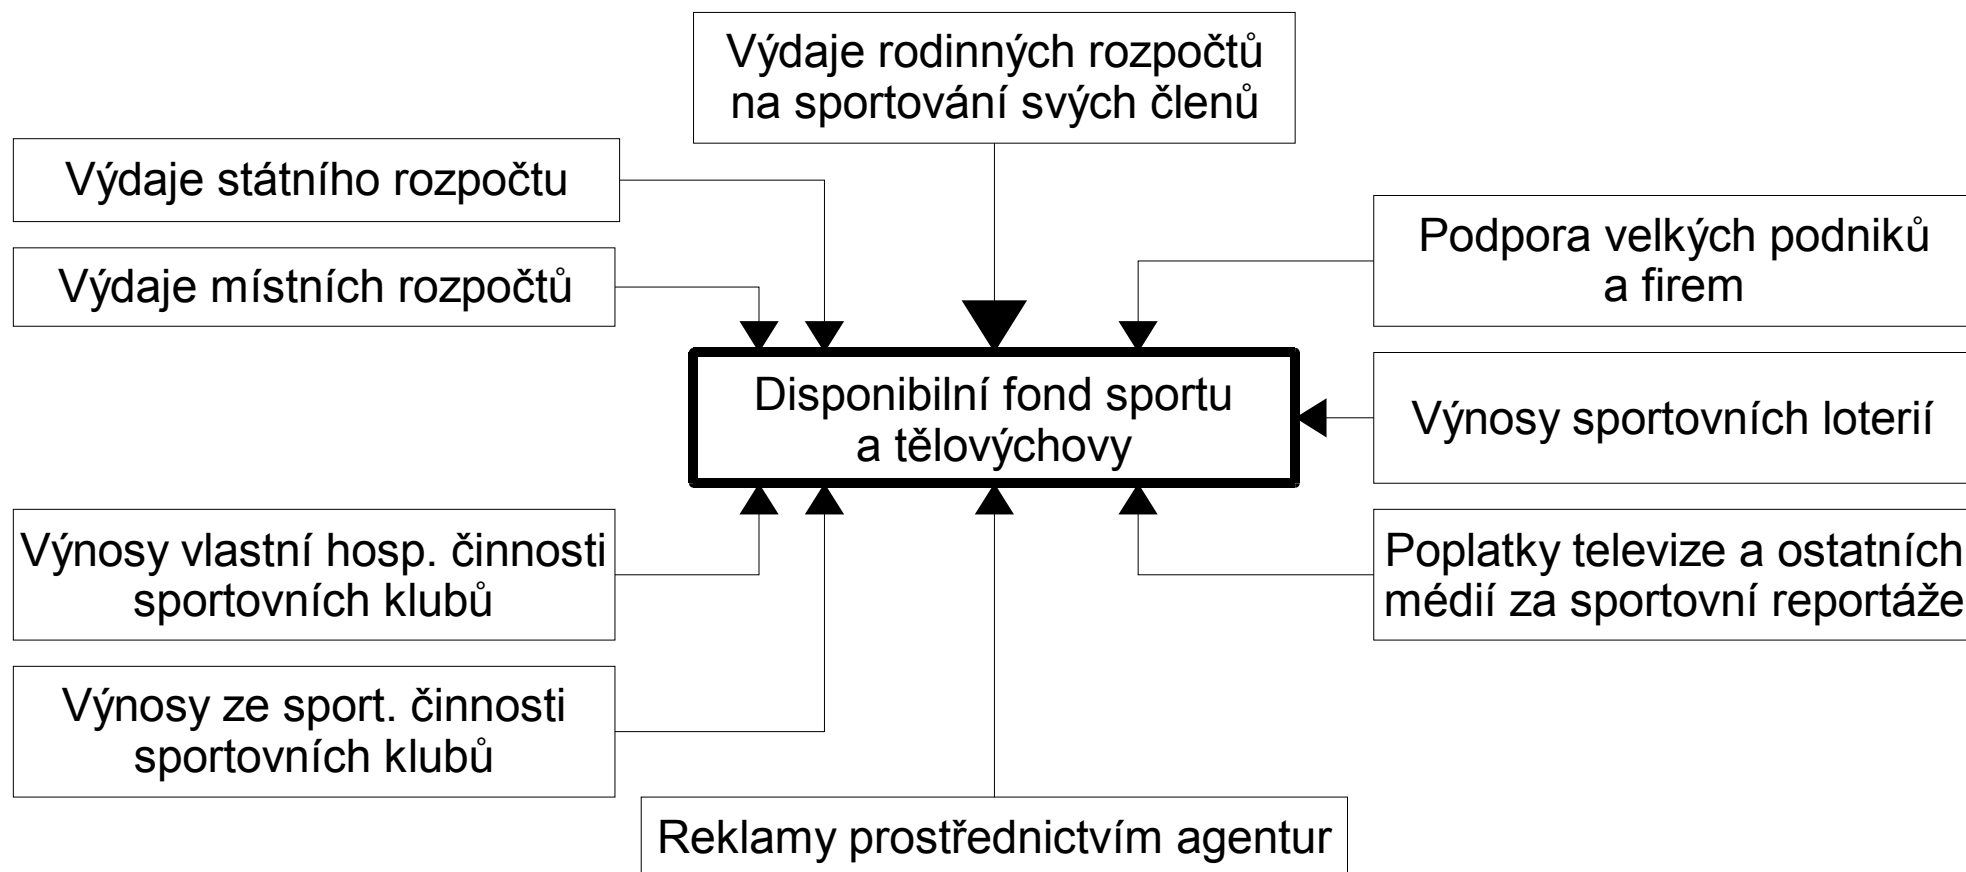 Výdaje rodinných rozpočtů
na sportování svých členů
Výdaje státního rozpočtu
Výdaje místních rozpočtů
Podpora velkých podniků
a firem
Disponibilní fond sportu
a tělovýchovy
Výnosy sportovních loterií
Výnosy vlastní hosp. činnosti
sportovních klubů
Poplatky televize a ostatních
médií za sportovní reportáže
Výnosy ze sport. činnosti
sportovních klubů
Reklamy prostřednictvím agentur